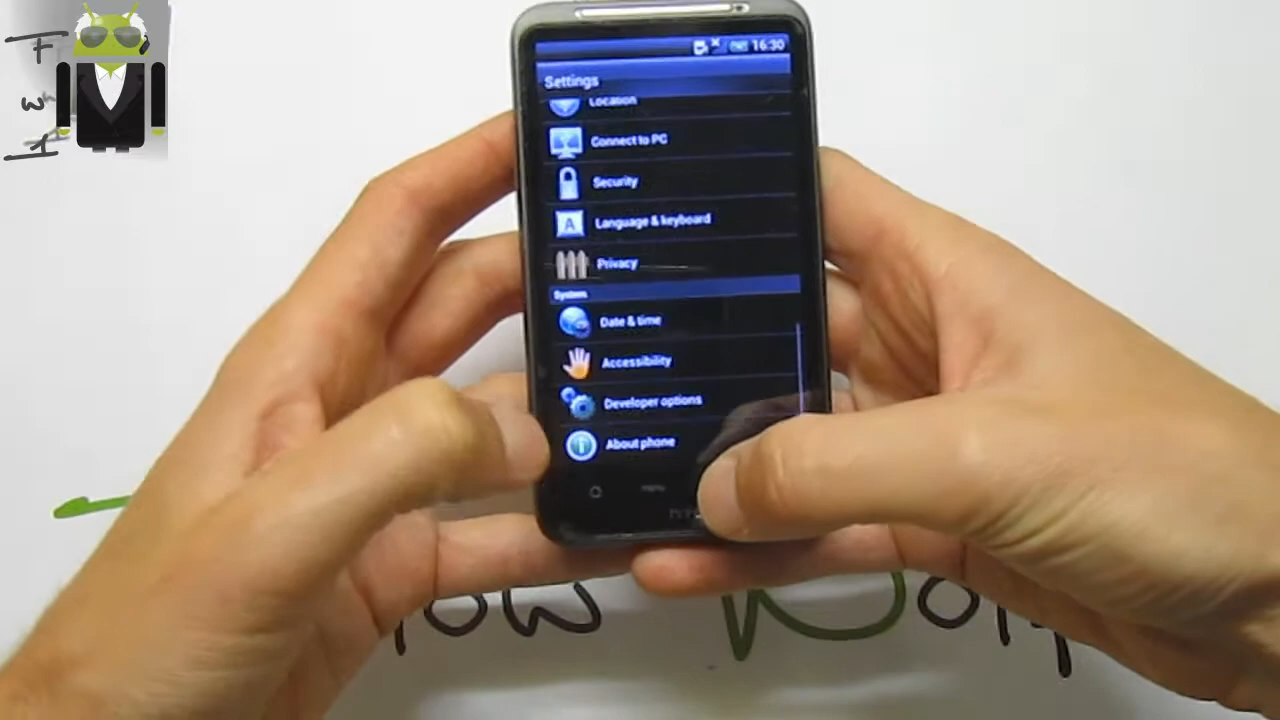 16:30
Settings
Location
Connect to PC
Security
Language & keyboard
Privacy
System
Date & time
Accessibility
Developer options
About phone
menu